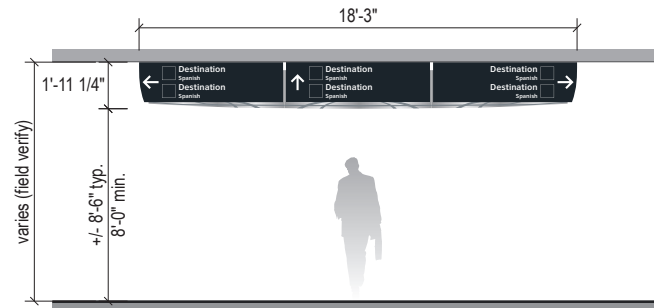 18'-3"
1'-11 1/4"
varies (field verify)
+/- 8'-6" typ.
8'-0" min.
Destination
Spanish
Destination
Spanish
Destination
Spanish
Destination
Spanish
Destination
Spanish
Destination
Spanish